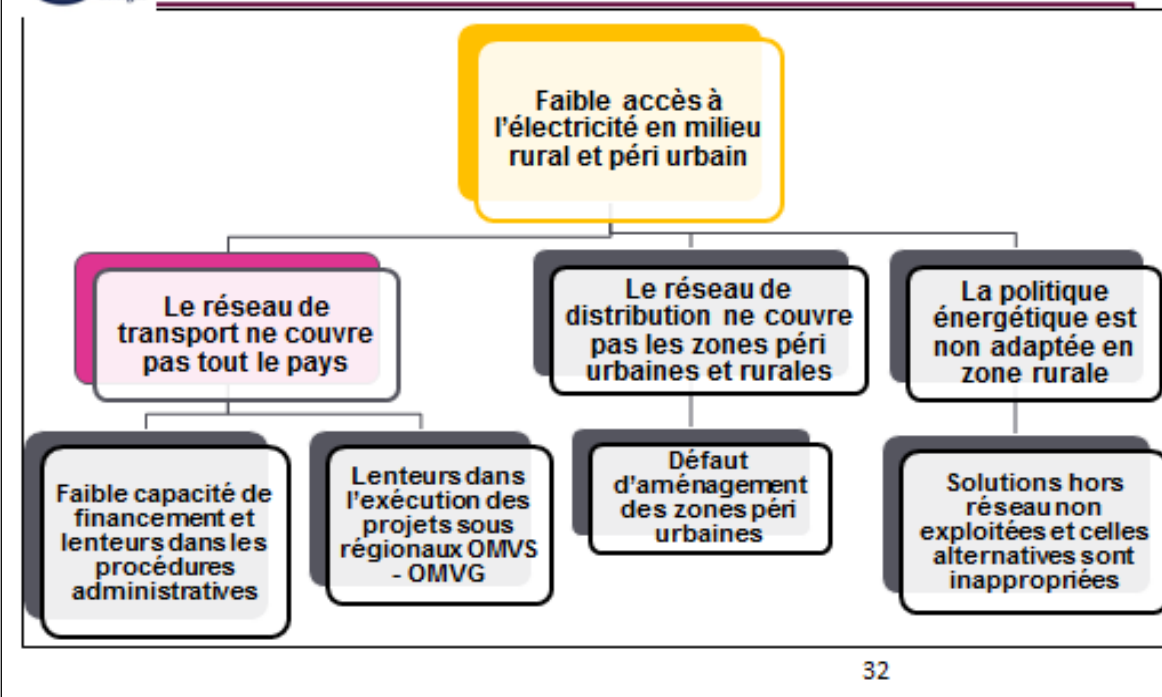 Faible accès à
l'électricité en milieu
rural et péri urbain
Le réseau de
transport ne couvre
pas tout le pays
Le réseau de
distribution ne couvre
pas les zones péri
urbaines et rurales
La politique
énergétique est
non adaptée en
zone rurale
Faible capacité de
financement et
lenteurs dans les
procédures
administratives
Lenteurs dans
l'exécution des
projets sous
régionaux OMVS
- OMVG
Défaut
d'aménagement
des zones péri
urbaines
Solutions hors
réseau non
exploitées et celles
alternatives sont
inappropriées
32